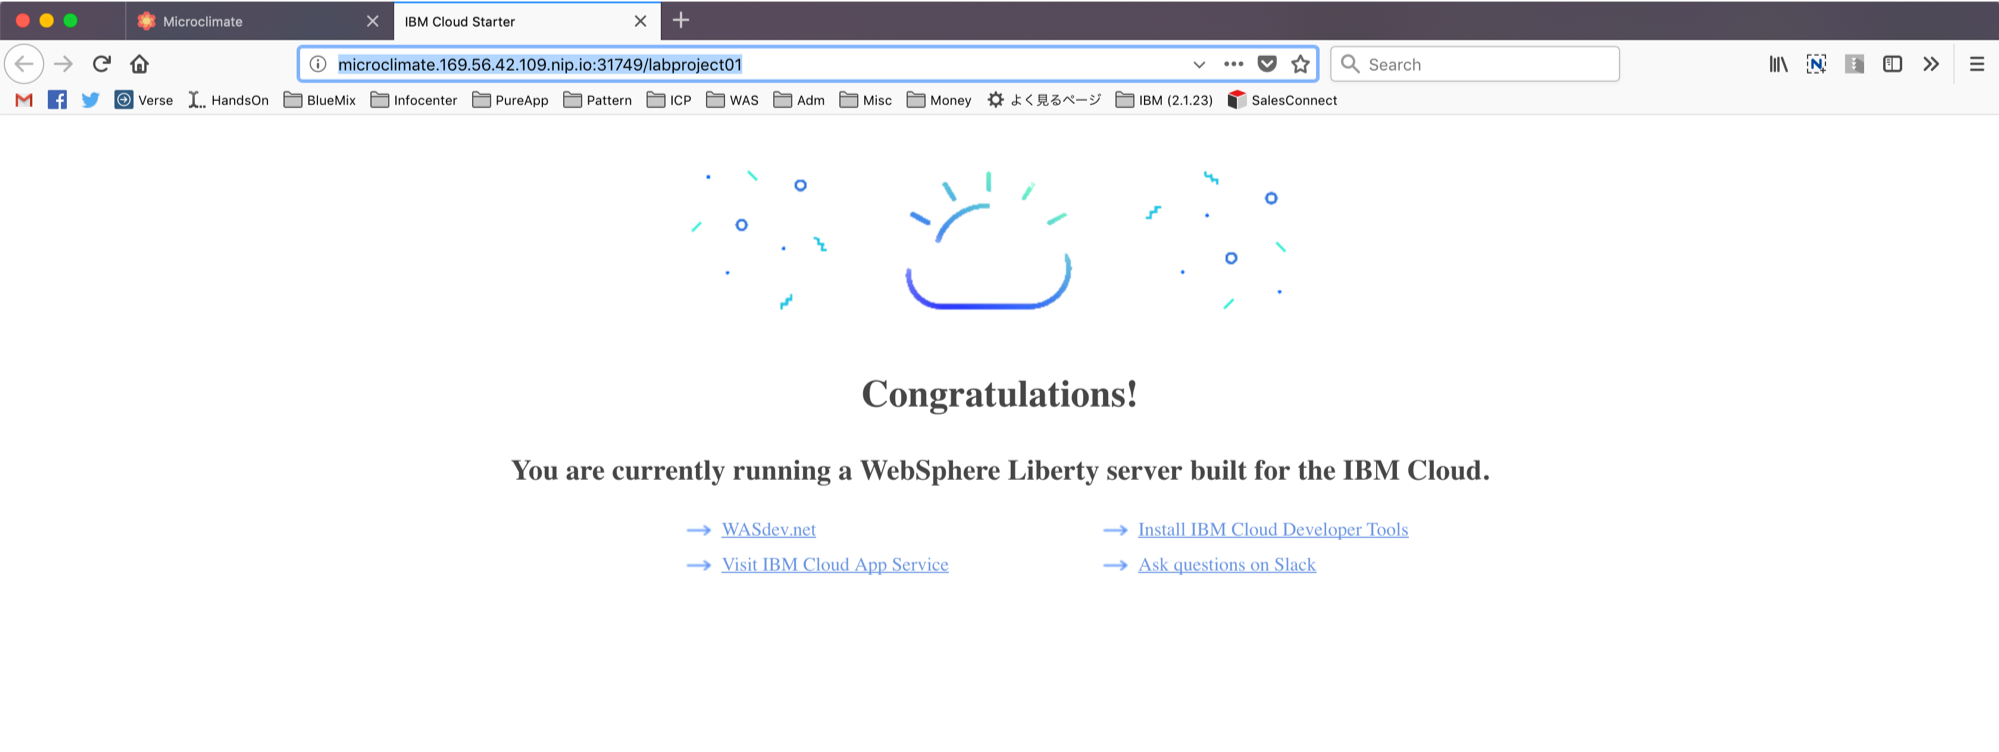 Microclimate
IBM Cloud Starter
microclimate.169.56.42.109.nip.io:31749/labproject01
Search
Verse HandsOn BlueMix Infocenter PureApp Pattern ICP WAS Adm Misc Money よく見るページ IBM (2.1.23) SalesConnect
Congratulations!
You are currently running a WebSphere Liberty server built for the IBM Cloud.
WASdev.net Install IBM Cloud Developer Tools
Visit IBM Cloud App Service Ask questions on Slack